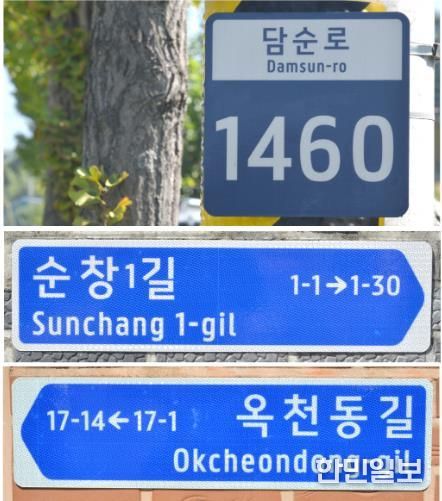 담순로
Damsun-ro
1460
순창1길 1-1→1-30
Sunchang 1-gil
17-14←17-1 옥천동길
Okcheondong-gil
한민일보